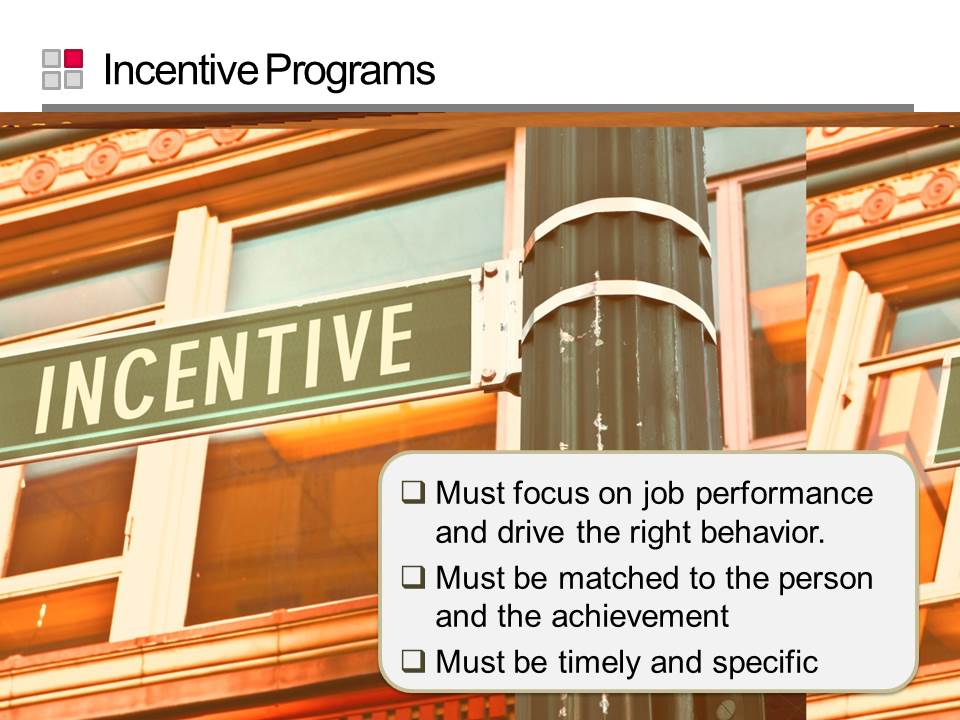 Incentive Programs
INCENTIVE
Must focus on job performance
and drive the right behavior.
Must be matched to the person
and the achievement
Must be timely and specific